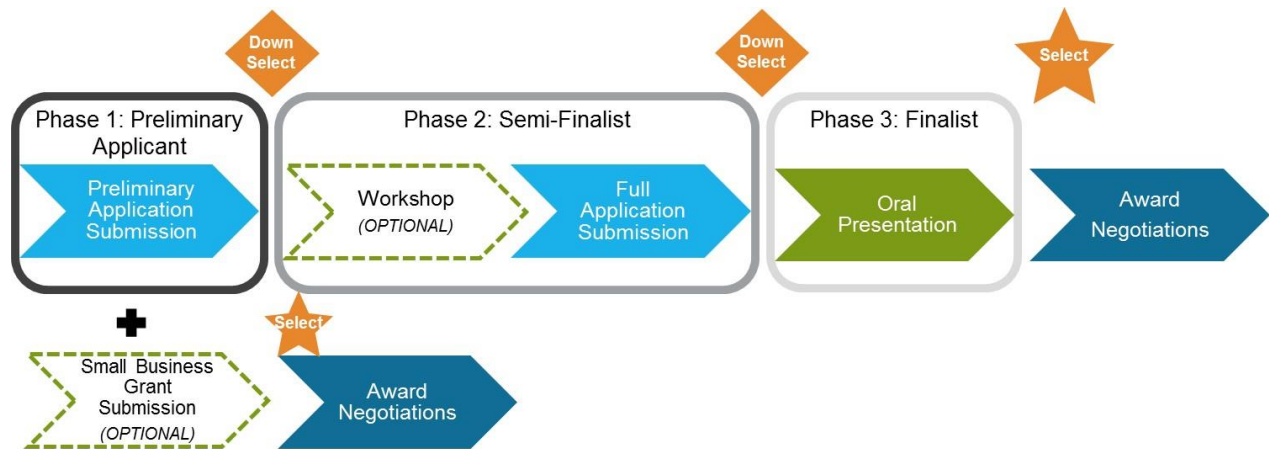 Down
Select
Down
Select
Select
Phase 1: Preliminary
Applicant
Preliminary
Application
Submission
Phase 2: Semi-Finalist
Workshop
(OPTIONAL)
Full
Application
Submission
Phase 3: Finalist
Oral
Presentation
Award
Negotiations
Small Business
Grant
Submission
(OPTIONAL)
Select
Award
Negotiations